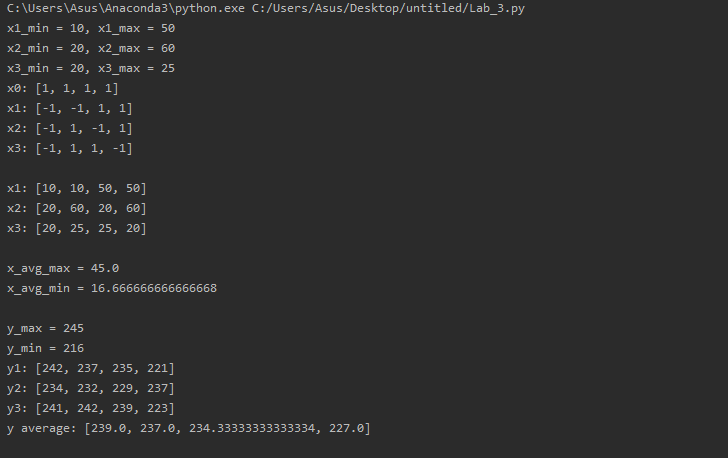 C:\Users\Asus\Anaconda3\python.exe C:/Users/Asus/Desktop/untitled/Lab_3.py
x1_min = 10, x1_max = 50
x2_min = 20, x2_max = 60
x3_min = 20, x3_max = 25
x0: [1, 1, 1, 1]
x1: [-1, -1, 1, 1]
x2: [-1, 1, -1, 1]
x3: [-1, 1, 1, -1]
x1: [10, 10, 50, 50]
x2: [20, 60, 20, 60]
x3: [20, 25, 25, 20]
x_avg_max = 45.0
x_avg_min = 16.666666666666668
y_max = 245
y_min = 216
y1: [242, 237, 235, 221]
y2: [234, 232, 229, 237]
y3: [241, 242, 239, 223]
y average: [239.0, 237.0, 234.33333333333334, 227.0]